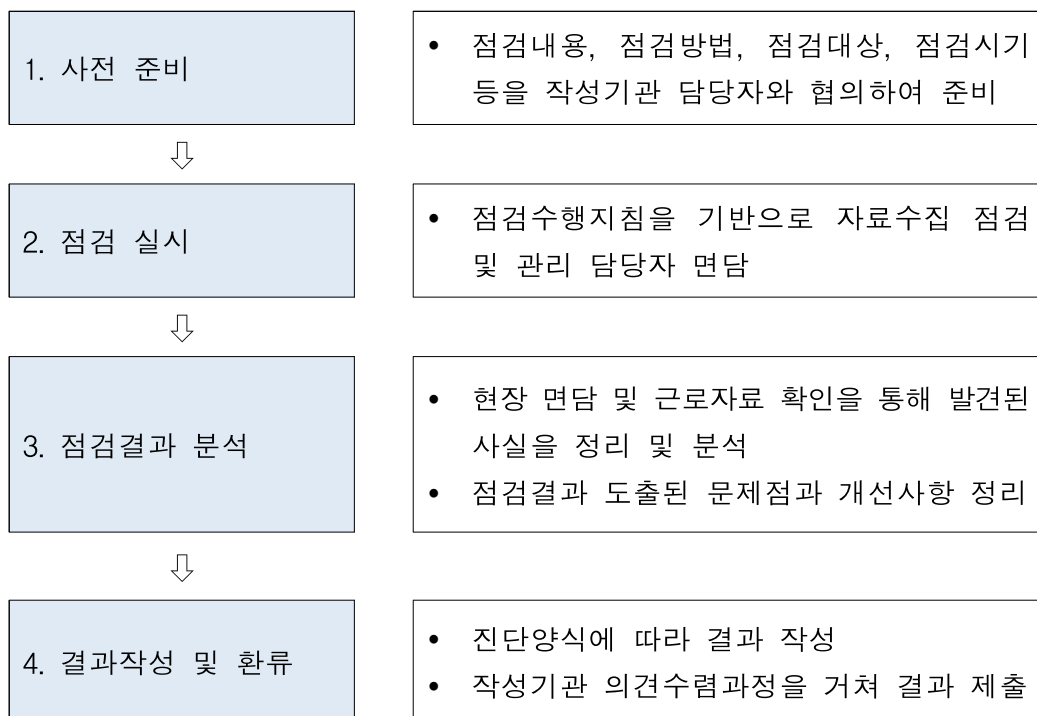 1. 사전 준비
• 점검내용, 점검방법, 점검대상, 점검시기
등을 작성기관 담당자와 협의하여 준비
2. 점검 실시
• 점검수행지침을 기반으로 자료수집 점검
및 관리 담당자 면담
3. 점검결과 분석
• 현장 면담 및 근로자료 확인을 통해 발견된
사실을 정리 및 분석
• 점검결과 도출된 문제점과 개선사항 정리
4. 결과작성 및 환류
• 진단양식에 따라 결과 작성
• 작성기관 의견수렴과정을 거쳐 결과 제출